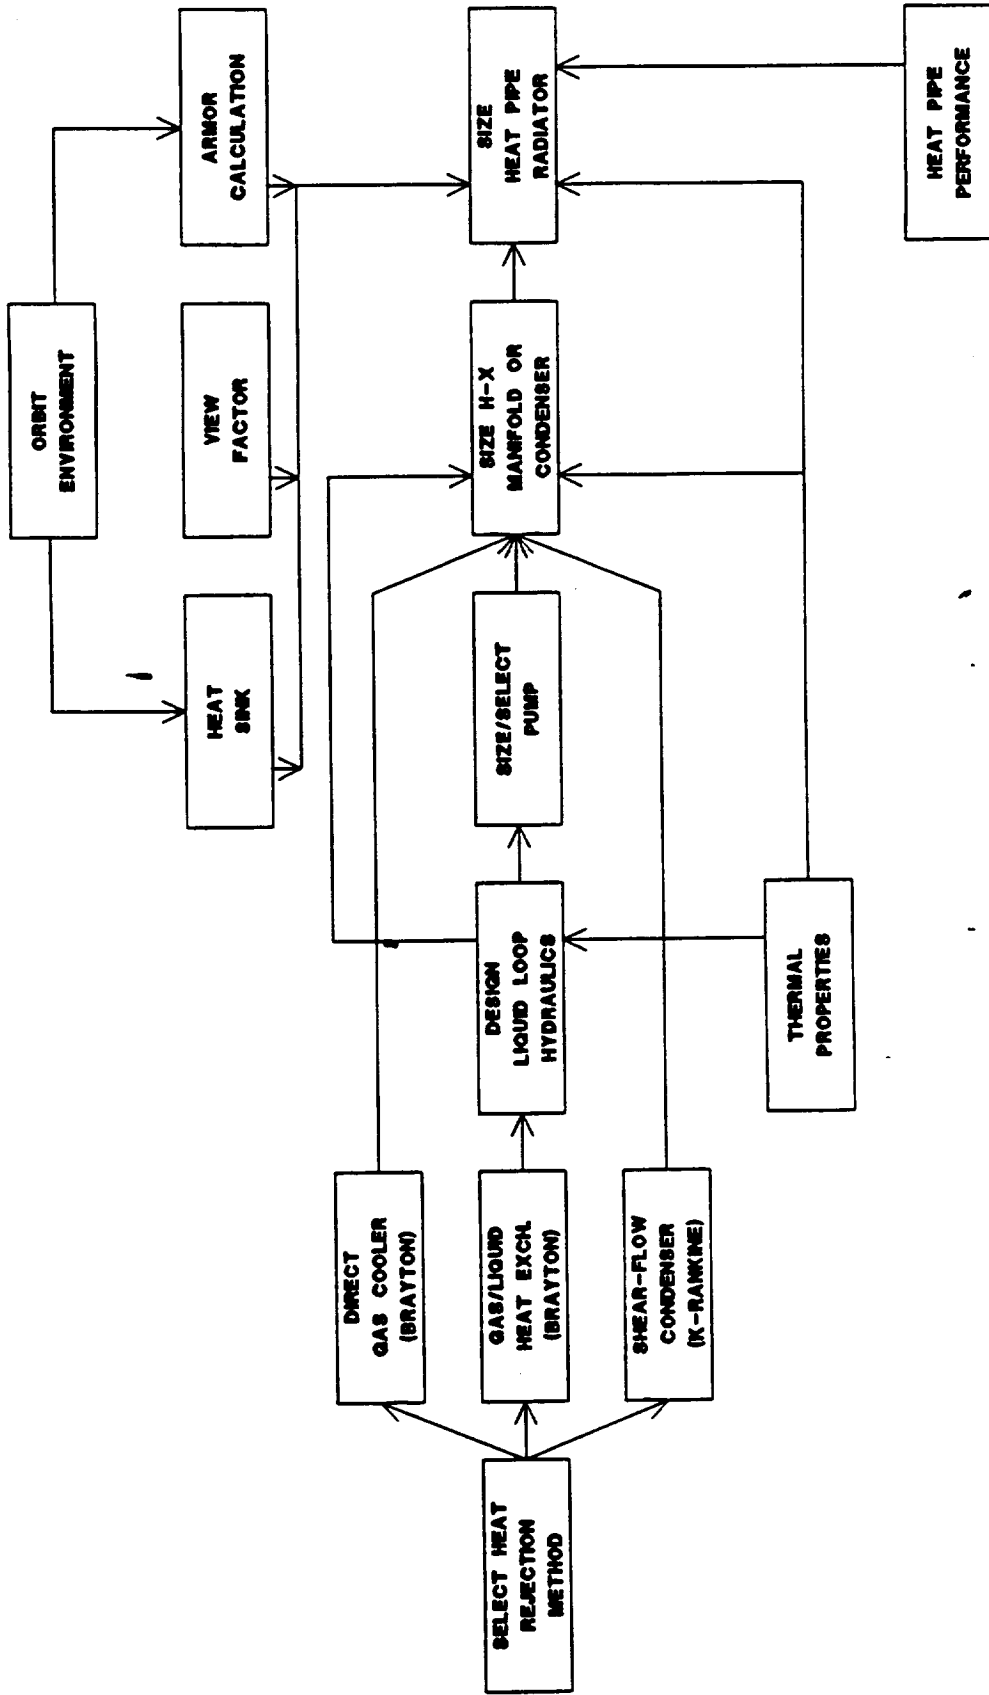 ORBIT
ENVIRONMENT
HEAT
SINK
VIEW
FACTOR
ARMOR
CALCULATION
DIRECT
GAS COOLER
(BRAYTON)
SELECT HEAT
REJECTION
METHOD
GAS/LIQUID
HEAT EXCH.
(BRAYTON)
DESIGN
LIQUID LOOP
HYDRAULICS
SIZE/SELECT
PUMP
SIZE H-X
MANIFOLD OR
CONDENSER
SIZE
HEAT PIPE
RADIATOR
SHEAR-FLOW
CONDENSER
(K-RANKINE)
THERMAL
PROPERTIES
HEAT PIPE
PERFORMANCE